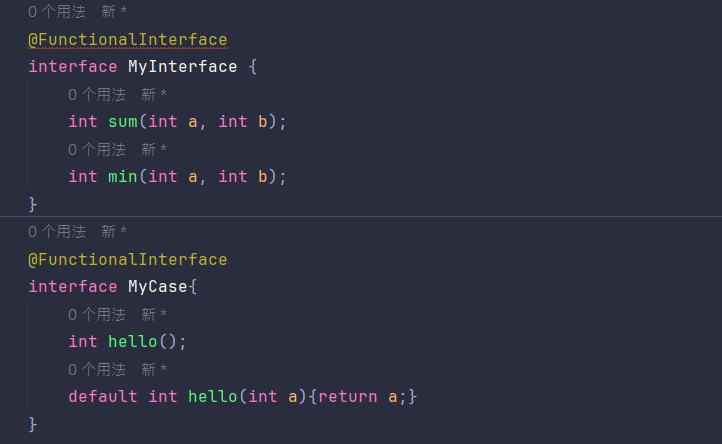 0 个用法 新 *
@FunctionalInterface
interface MyInterface {
0 个用法 新 *
int sum(int a, int b);
0 个用法 新 *
int min(int a, int b);
}
0 个用法 新 *
@FunctionalInterface
interface MyCase{
0 个用法 新 *
int hello();
0 个用法 新 *
default int hello(int a){return a;}
}